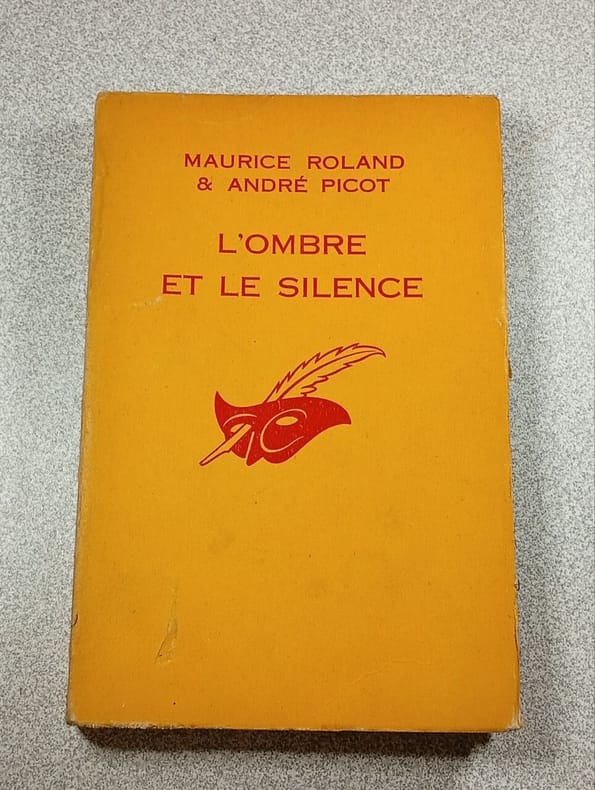 MAURICE ROLAND
& ANDRÉ PICOT
L'OMBRE
ET LE SILENCE